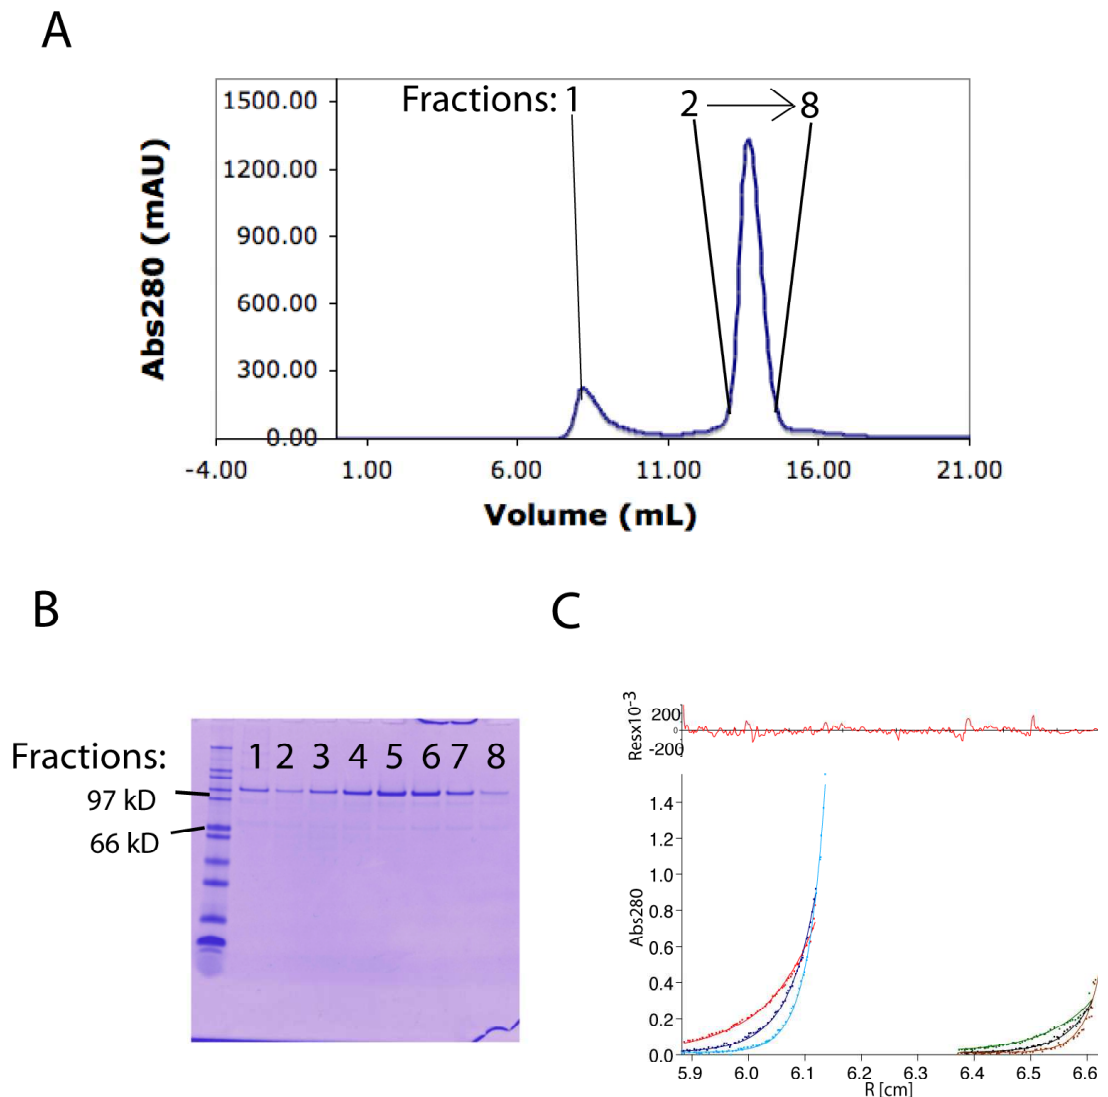 A
Fractions: 1
2
8
1500.00
1200.00
900.00
600.00
300.00
0.00
Abs280 (mAU)
-4.00 1.00 6.00 11.00 16.00 21.00
Volume (mL)
B
Fractions: 1 2 3 4 5 6 7 8
97 kD
66 kD
C
Resx10-3
200
0
-200
Abs280
1.4
1.2
1.0
0.8
0.6
0.4
0.2
0.0
5.9 6.0 6.1 6.2 6.3 6.4 6.5 6.6
R [cm]